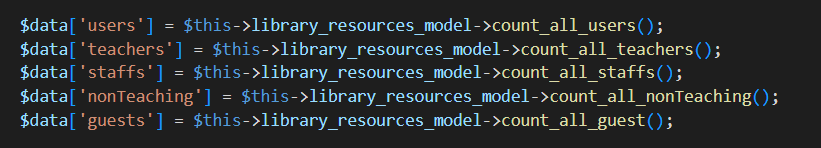 $data['users'] = $this->library_resources_model->count_all_users();
$data['teachers'] = $this->library_resources_model->count_all_teachers();
$data['staffs'] = $this->library_resources_model->count_all_staffs();
$data['nonTeaching'] = $this->library_resources_model->count_all_nonTeaching();
$data['guests'] = $this->library_resources_model->count_all_guest();